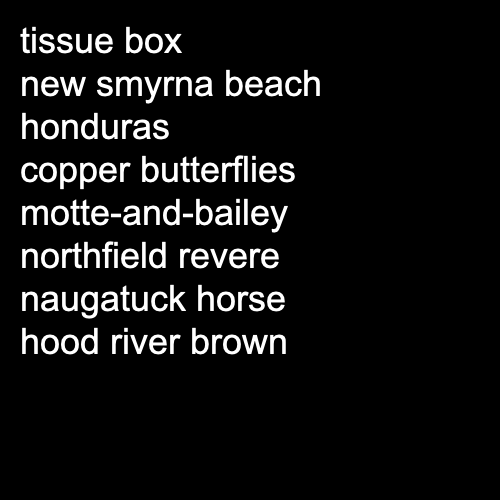 tissue box
new smyrna beach
honduras
copper butterflies
motte-and-bailey
northfield revere
naugatuck horse
hood river brown